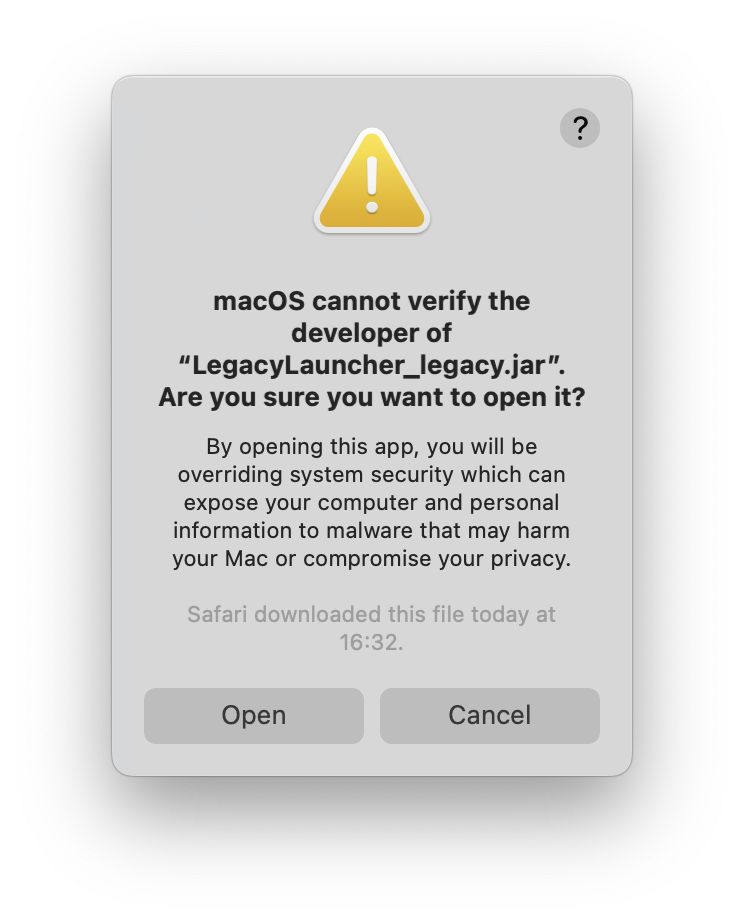 ?
macOS cannot verify the
developer of
“LegacyLauncher_legacy.jar”.
Are you sure you want to open it?
By opening this app, you will be
overriding system security which can
expose your computer and personal
information to malware that may harm
your Mac or compromise your privacy.
Safari downloaded this file today at
16:32.
Open Cancel